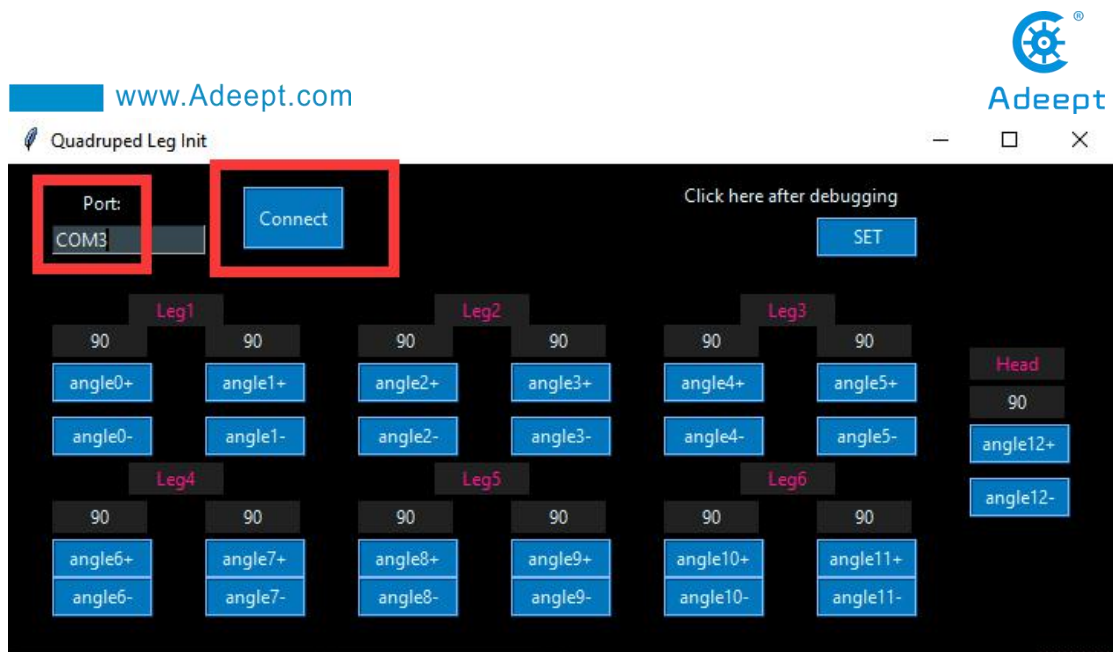 ®
Adeept
www.Adeept.com
Quadruped Leg Init
Port:
Connect
Click here after debugging
COM3
SET
Leg1 Leg2 Leg3
90 90 90 90 90 90
Head
angle0+ angle1+ angle2+ angle3+ angle4+ angle5+
90
angle0- angle1- angle2- angle3- angle4- angle5-
angle12+
Leg4 Leg5 Leg6
angle12-
90 90 90 90 90 90
angle6+ angle7+ angle8+ angle9+ angle10+ angle11+
angle6- angle7- angle8- angle9- angle10- angle11-